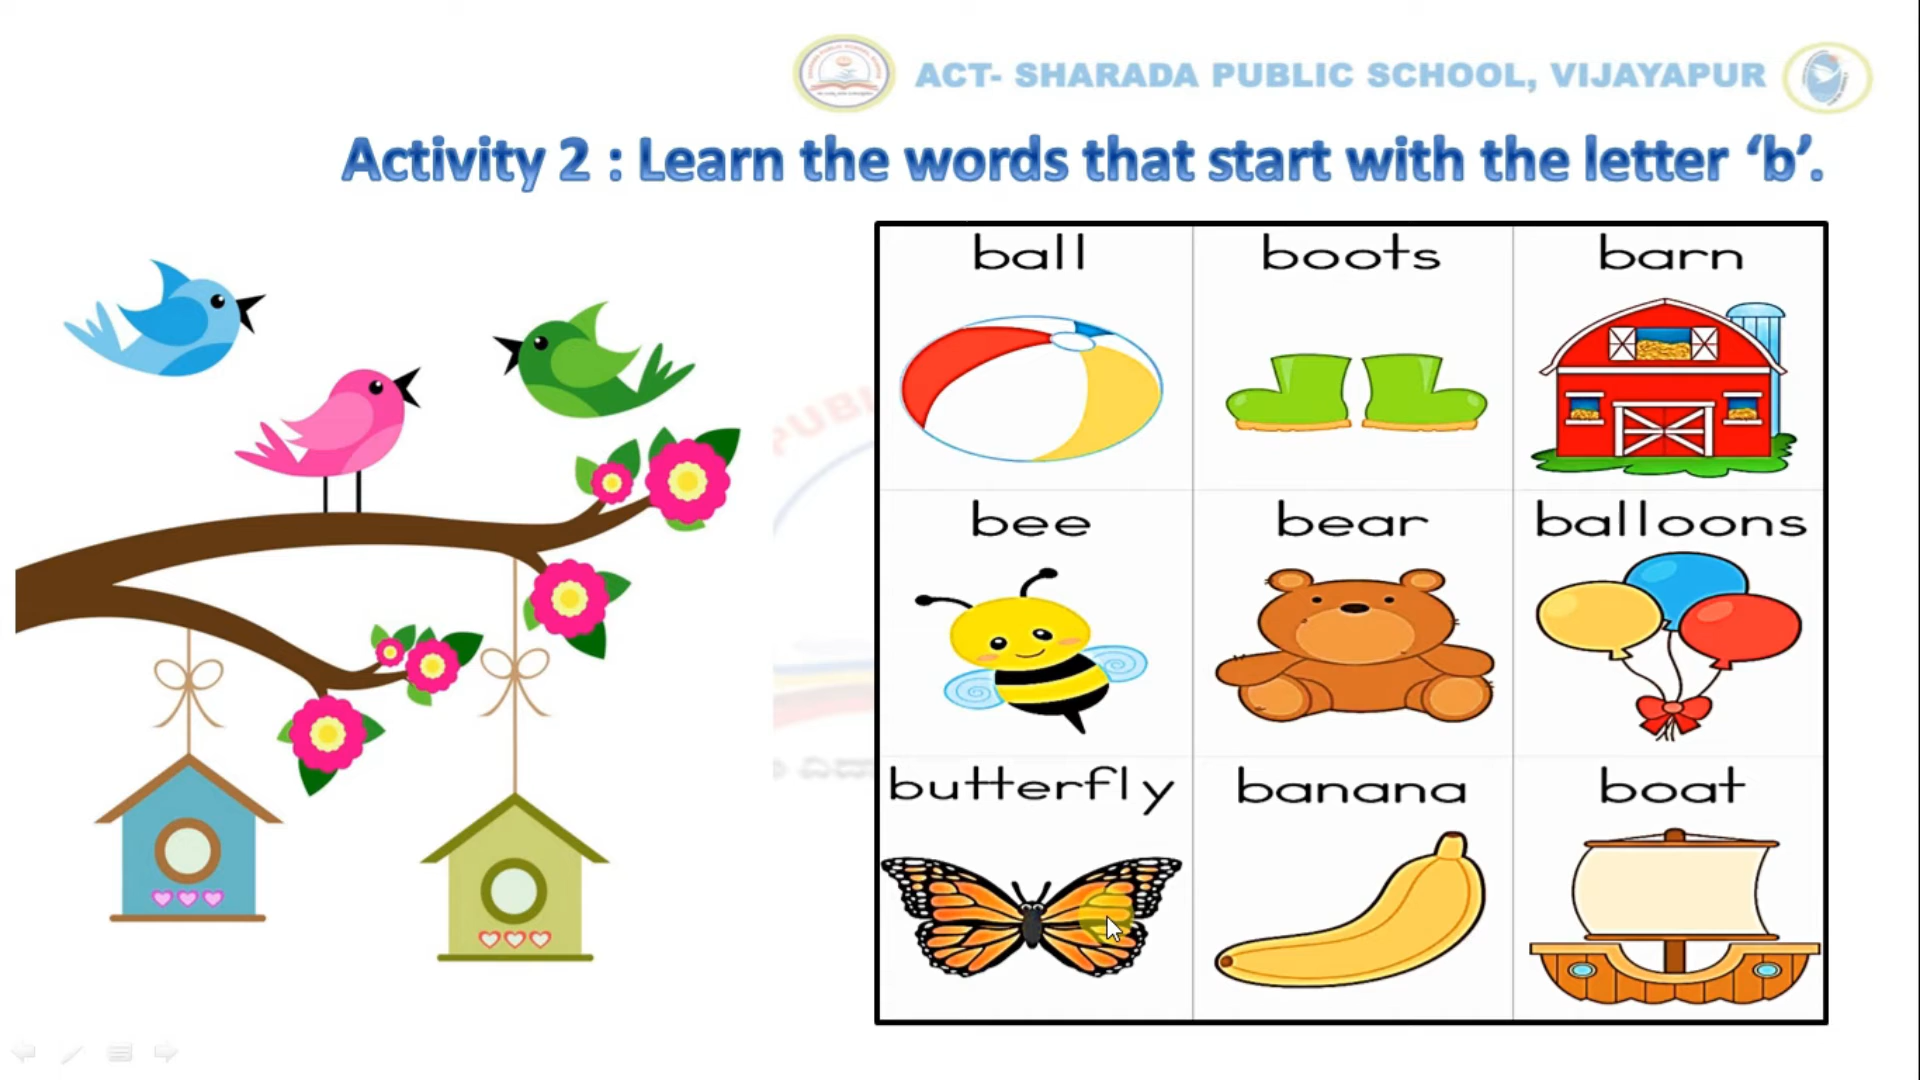 ACT- SHARADA PUBLIC SCHOOL, VIJAYAPUR
Activity 2 : Learn the words that start with the letter ‘b’.
ball boots barn
bee bear balloons
butterfly banana boat